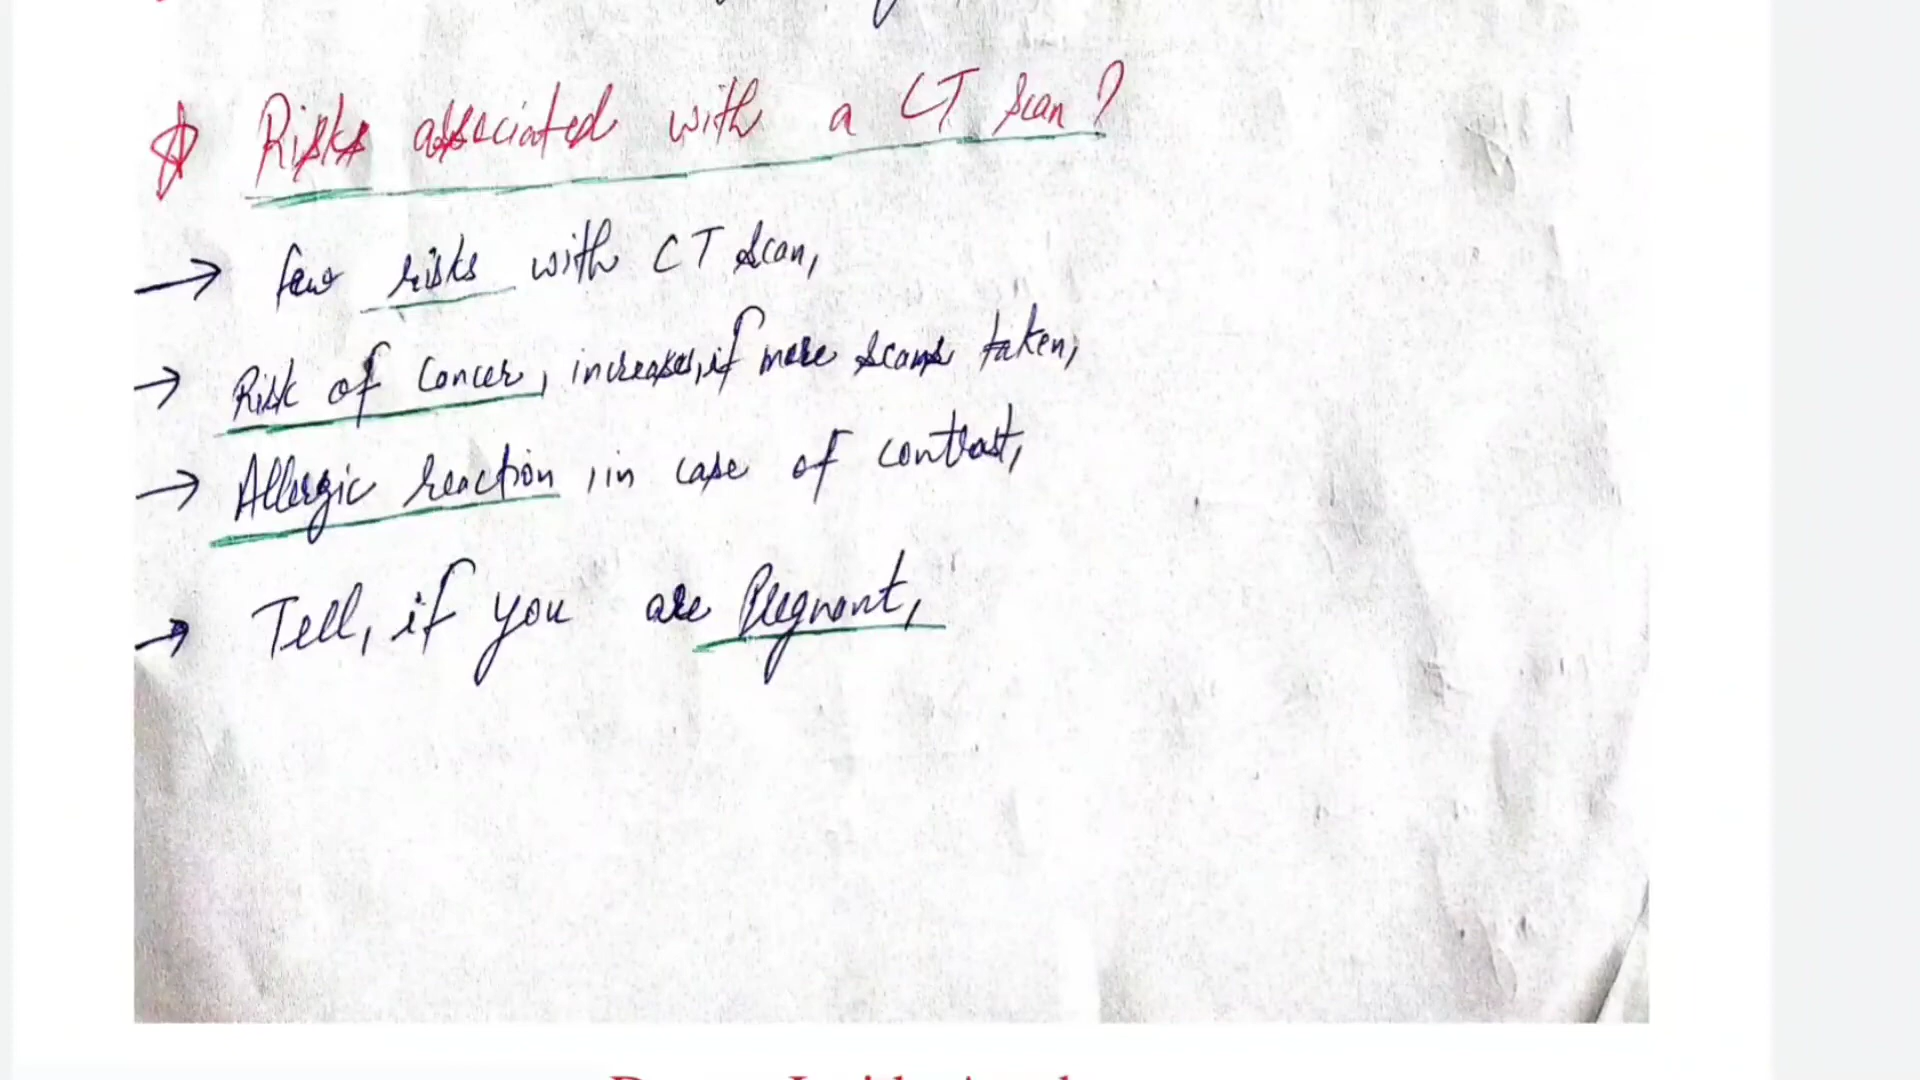 Risks associated with a CT Scan?
→ few risks with CT Scan,
→ Risk of Cancer, increases, if more scans taken,
→ Allergic reaction, in case of contrast,
→ Tell, if you are Pregnant,